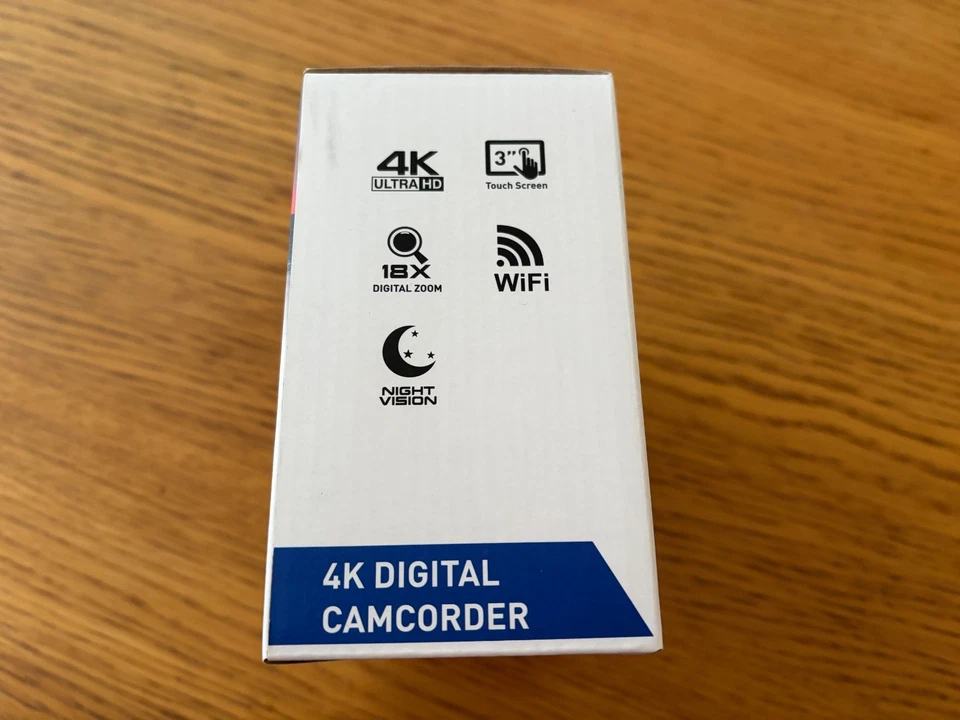 4K
ULTRA HD
3”
Touch Screen
18X
DIGITAL ZOOM
WiFi
NIGHT
VISION
4K DIGITAL
CAMCORDER